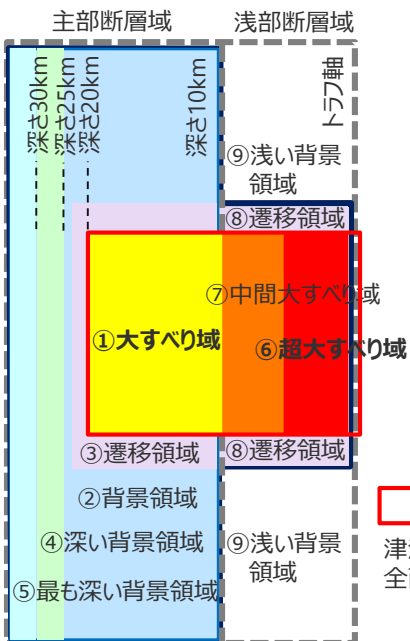 主部断層域
浅部断層域
深さ30km
深さ25km
深さ20km
深さ10km
トラフ軸
⑨浅い背景
領域
⑧遷移領域
⑦中間大すべり域
①大すべり域
⑥超大すべり域
③遷移領域
⑧遷移領域
②背景領域
④深い背景領域
⑨浅い背景
領域
⑤最も深い背景領域